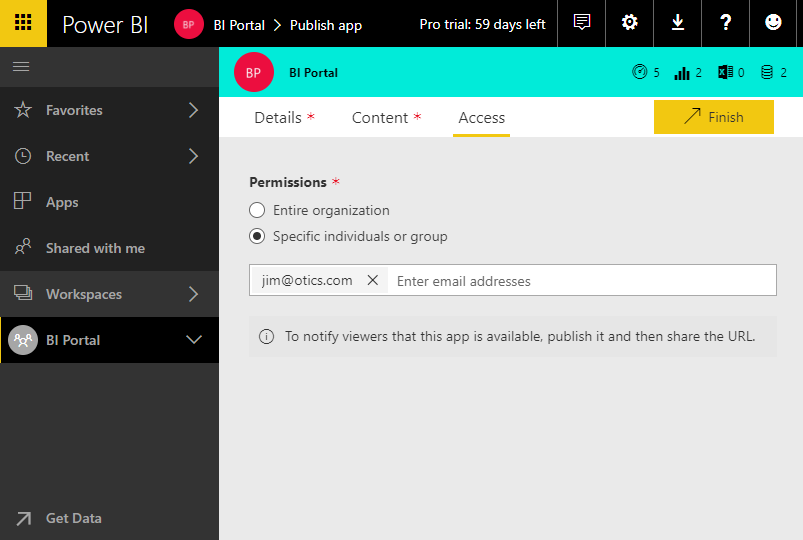 Power BI BP BI Portal > Publish app Pro trial: 59 days left ?
BP BI Portal 5 2 0 2
Favorites
Recent
Apps
Shared with me
Workspaces
BI Portal
Get Data
Details * Content * Access Finish
Permissions *
Entire organization
Specific individuals or group
jim@otics.com Enter email addresses
To notify viewers that this app is available, publish it and then share the URL.